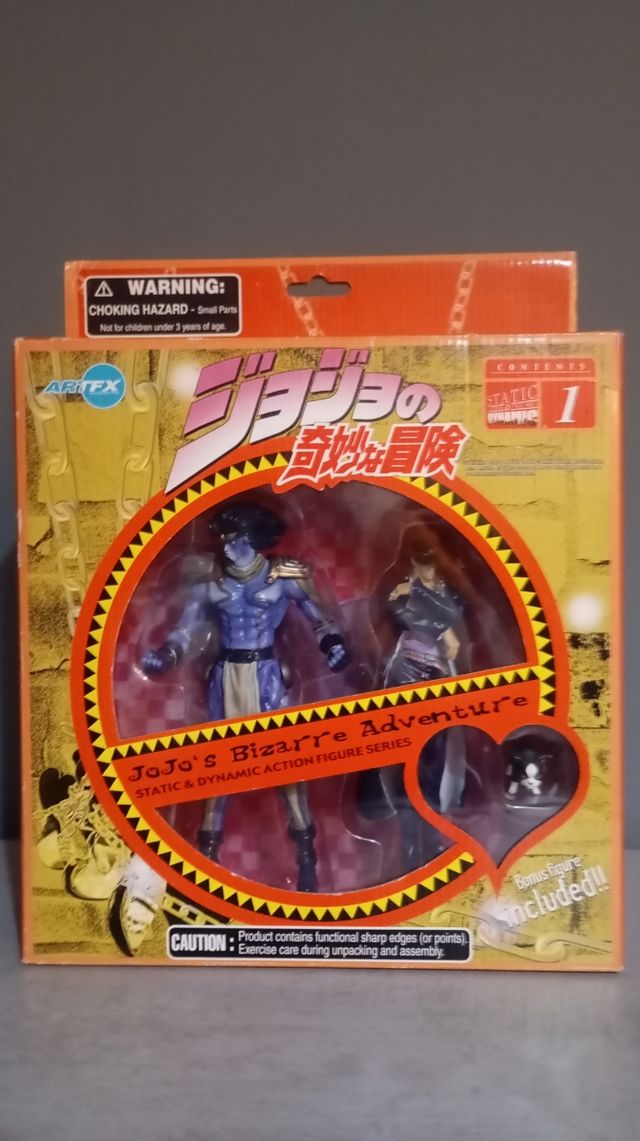 WARNING:
CHOKING HAZARD - Small Parts
Not for children under 3 years of age.
ARTFX
ジョジョの
奇妙な冒険
CONTENTS
STATIC
DYNAMIC
1
JoJo's Bizarre Adventure
STATIC & DYNAMIC ACTION FIGURE SERIES
Bonus figure
included!!
CAUTION: Product contains functional sharp edges (or points).
Exercise care during unpacking and assembly.